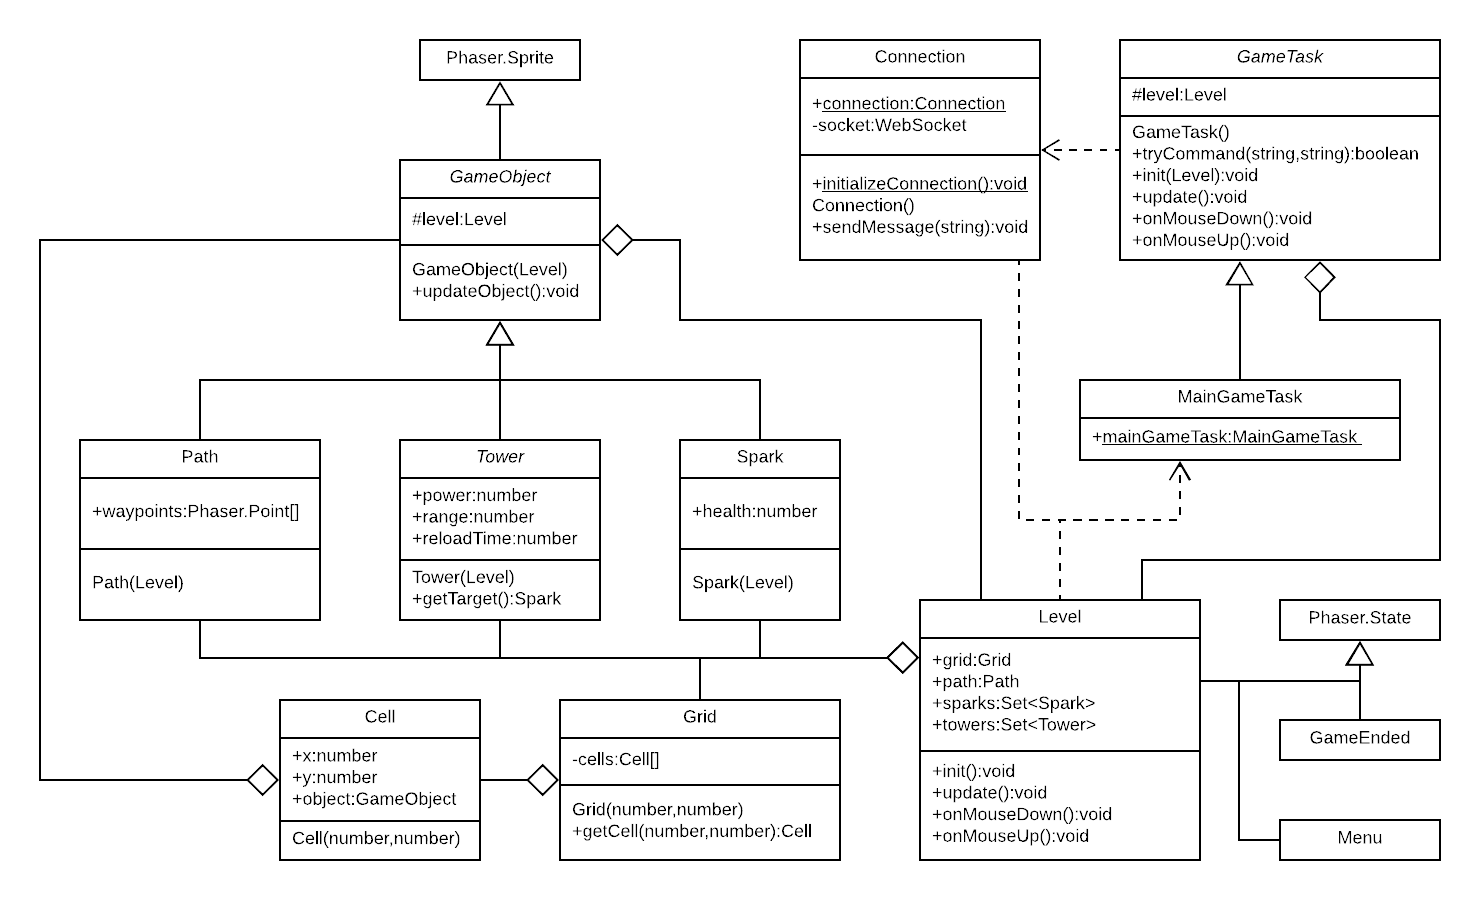 Phaser.Sprite
GameObject
#level:Level
GameObject(Level)
+updateObject():void
Connection
+connection:Connection
-socket:WebSocket
+initializeConnection():void
Connection()
+sendMessage(string):void
GameTask
#level:Level
GameTask()
+tryCommand(string,string):boolean
+init(Level):void
+update():void
+onMouseDown():void
+onMouseUp():void
MainGameTask
+mainGameTask:MainGameTask
Path
+waypoints:Phaser.Point[]
Path(Level)
Tower
+power:number
+range:number
+reloadTime:number
Tower(Level)
+getTarget():Spark
Spark
+health:number
Spark(Level)
Cell
+x:number
+y:number
+object:GameObject
Cell(number,number)
Grid
-cells:Cell[]
Grid(number,number)
+getCell(number,number):Cell
Level
+grid:Grid
+path:Path
+sparks:Set<Spark>
+towers:Set<Tower>
+init():void
+update():void
+onMouseDown():void
+onMouseUp():void
Phaser.State
GameEnded
Menu